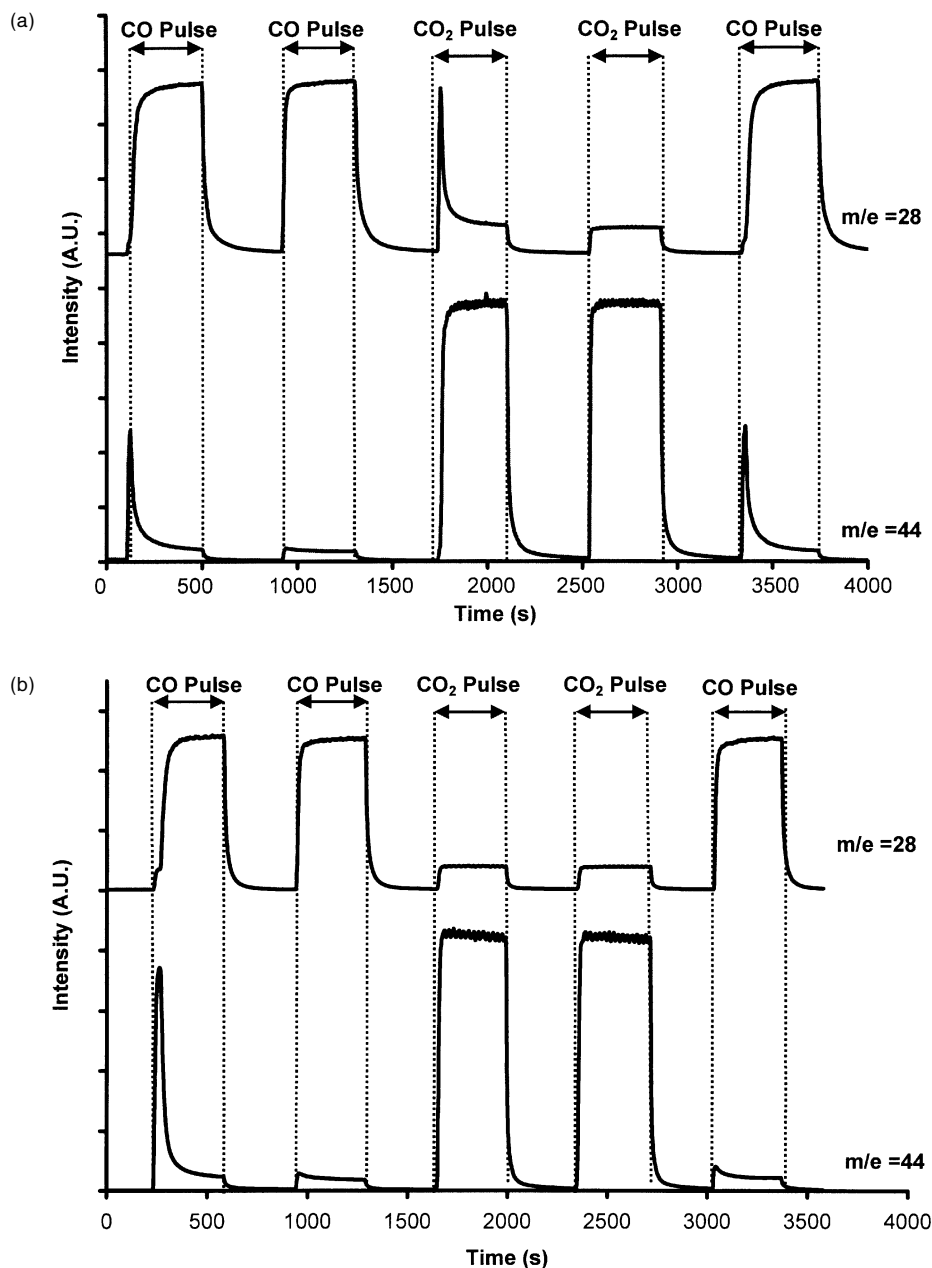 (a)
CO Pulse CO Pulse CO₂ Pulse CO₂ Pulse CO Pulse
m/e =28
Intensity (A.U.)
m/e =44
0 500 1000 1500 2000 2500 3000 3500 4000
Time (s)
(b)
CO Pulse CO Pulse CO₂ Pulse CO₂ Pulse CO Pulse
m/e =28
Intensity (A.U.)
m/e =44
0 500 1000 1500 2000 2500 3000 3500 4000
Time (s)